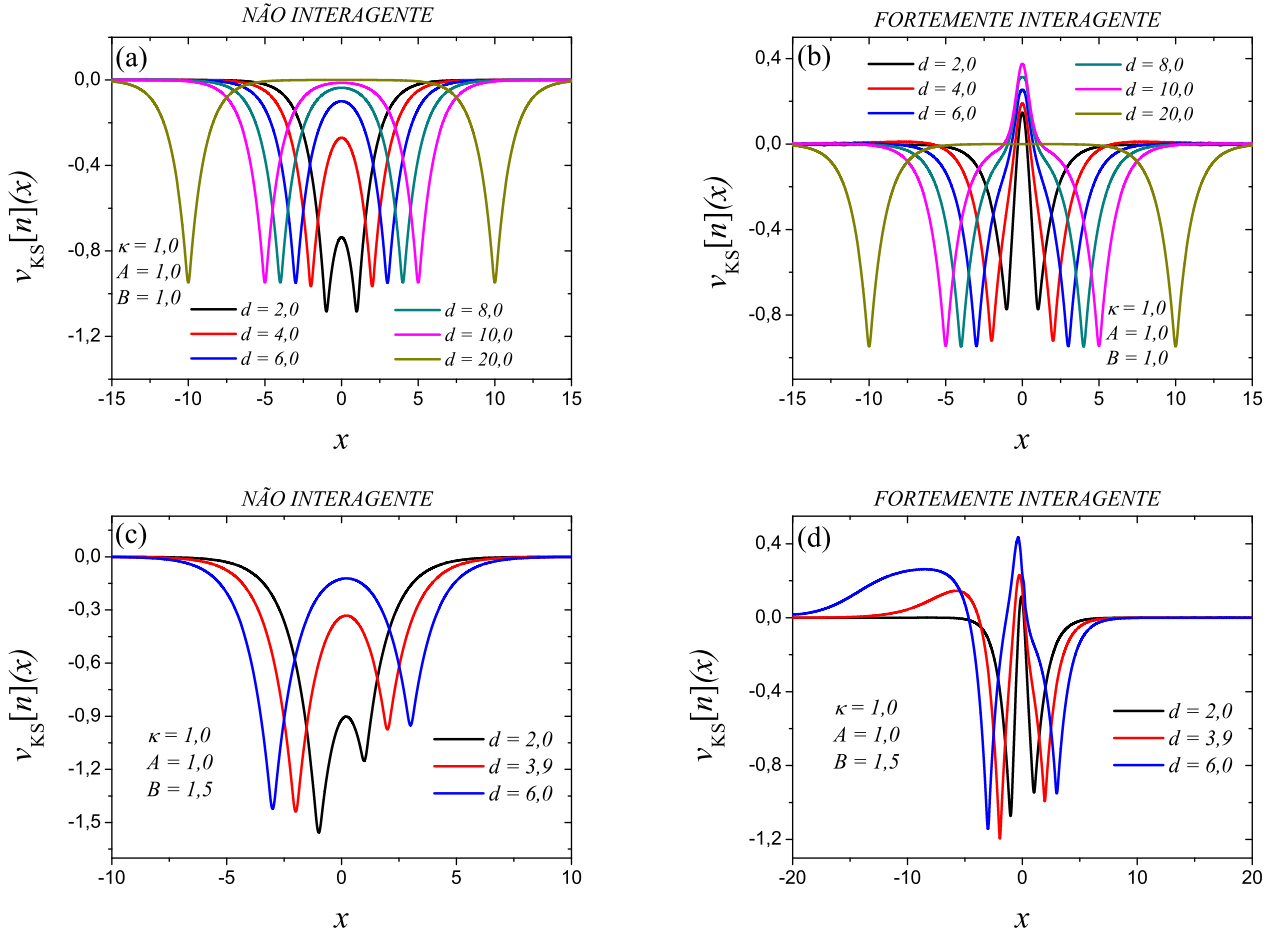 NÃO INTERAGENTE
(a)
0,0
-0,4
-0,8
-1,2
v_KS[n](x)
κ = 1,0
A = 1,0
B = 1,0
d = 2,0
d = 4,0
d = 6,0
d = 8,0
d = 10,0
d = 20,0
-15 -10 -5 0 5 10 15
x
FORTEMENTE INTERAGENTE
(b)
0,4
0,0
-0,4
-0,8
v_KS[n](x)
d = 2,0
d = 4,0
d = 6,0
d = 8,0
d = 10,0
d = 20,0
κ = 1,0
A = 1,0
B = 1,0
-15 -10 -5 0 5 10 15
x
NÃO INTERAGENTE
(c)
0,0
-0,3
-0,6
-0,9
-1,2
-1,5
v_KS[n](x)
κ = 1,0
A = 1,0
B = 1,5
d = 2,0
d = 3,9
d = 6,0
-10 -5 0 5 10
x
FORTEMENTE INTERAGENTE
(d)
0,4
0,0
-0,4
-0,8
-1,2
v_KS[n](x)
κ = 1,0
A = 1,0
B = 1,5
d = 2,0
d = 3,9
d = 6,0
-20 -10 0 10 20
x